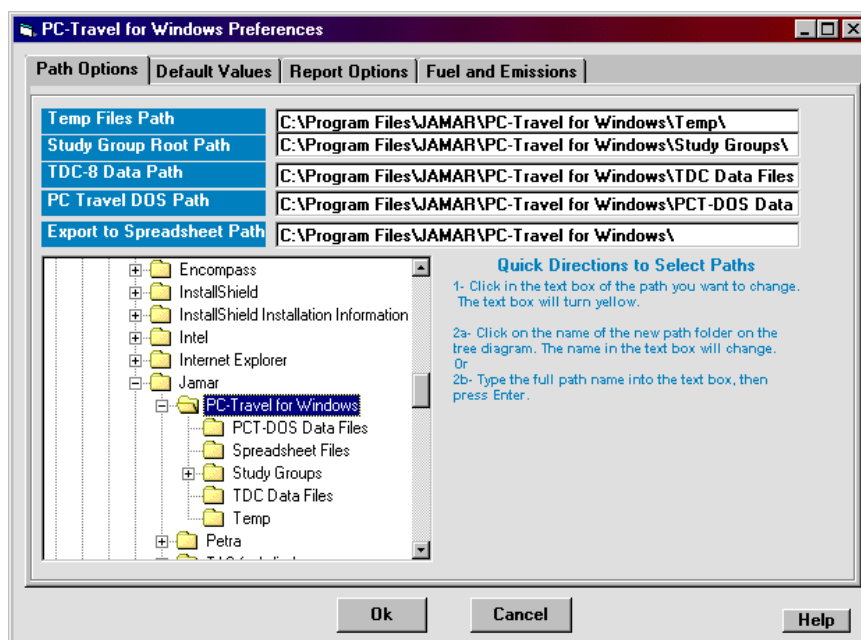 PC-Travel for Windows Preferences
Path Options
Default Values
Report Options
Fuel and Emissions
Temp Files Path
C:\Program Files\JAMAR\PC-Travel for Windows\Temp\
Study Group Root Path
C:\Program Files\JAMAR\PC-Travel for Windows\Study Groups\
TDC-8 Data Path
C:\Program Files\JAMAR\PC-Travel for Windows\TDC Data Files
PC Travel DOS Path
C:\Program Files\JAMAR\PC-Travel for Windows\PCT-DOS Data
Export to Spreadsheet Path
C:\Program Files\JAMAR\PC-Travel for Windows\
Encompass
InstallShield
InstallShield Installation Information
Intel
Internet Explorer
Jamar
PC-Travel for Windows
PCT-DOS Data Files
Spreadsheet Files
Study Groups
TDC Data Files
Temp
Petra
Quick Directions to Select Paths
1- Click in the text box of the path you want to change.
The text box will turn yellow.
2a- Click on the name of the new path folder on the
tree diagram. The name in the text box will change.
Or
2b- Type the full path name into the text box, then
press Enter.
Ok
Cancel
Help